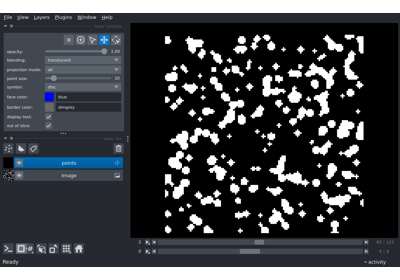 File View Layers Plugins Window Help
opacity: 1.00
blending: translucent
projection mode: all
point size: 10
symbol: disc
face color: blue
border color: dimgrey
display text:
out of slice:
points
image
Ready
activity